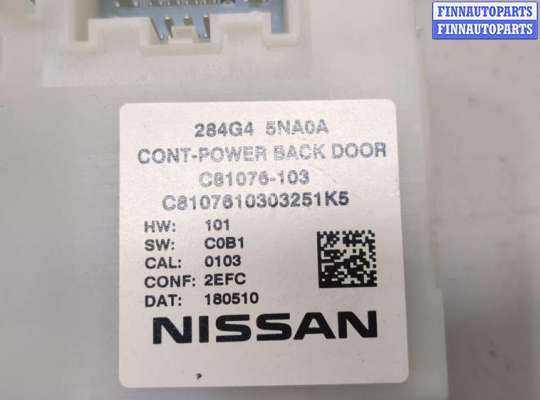 FINNAUTOPARTS
FINNAUTOPARTS
284G4 5NA0A
CONT-POWER BACK DOOR
C81076-103
C8107610303251K5
HW: 101
SW: C0B1
CAL: 0103
CONF: 2EFC
DAT: 180510
NISSAN